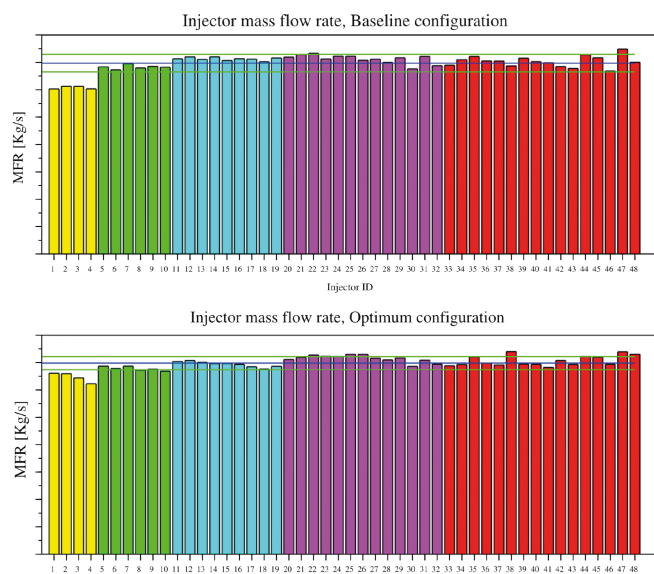 Injector mass flow rate, Baseline configuration
MFR [Kg/s]
1 2 3 4 5 6 7 8 9 10 11 12 13 14 15 16 17 18 19 20 21 22 23 24 25 26 27 28 29 30 31 32 33 34 35 36 37 38 39 40 41 42 43 44 45 46 47 48
Injector ID
Injector mass flow rate, Optimum configuration
MFR [Kg/s]
1 2 3 4 5 6 7 8 9 10 11 12 13 14 15 16 17 18 19 20 21 22 23 24 25 26 27 28 29 30 31 32 33 34 35 36 37 38 39 40 41 42 43 44 45 46 47 48